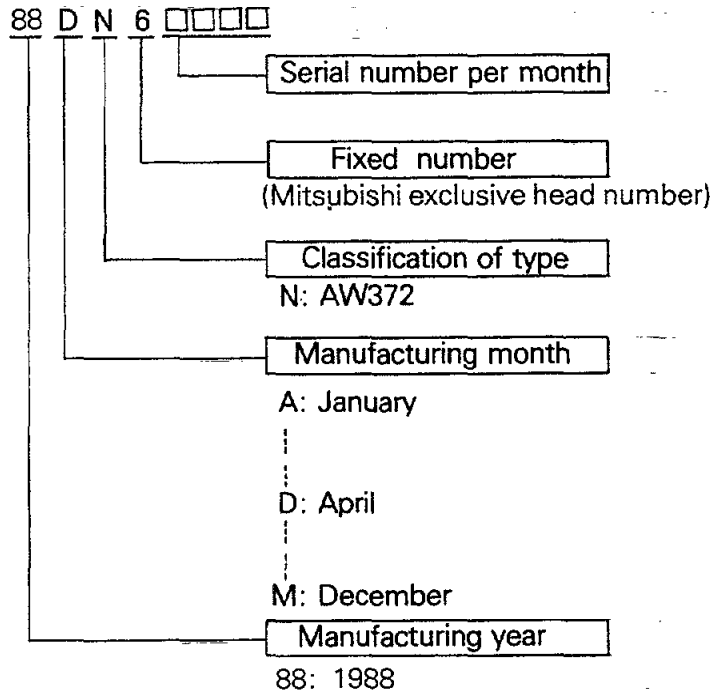 88 D N 6 □□□□
Serial number per month
Fixed number
(Mitsubishi exclusive head number)
Classification of type
N: AW372
Manufacturing month
A: January
D: April
M: December
Manufacturing year
88: 1988